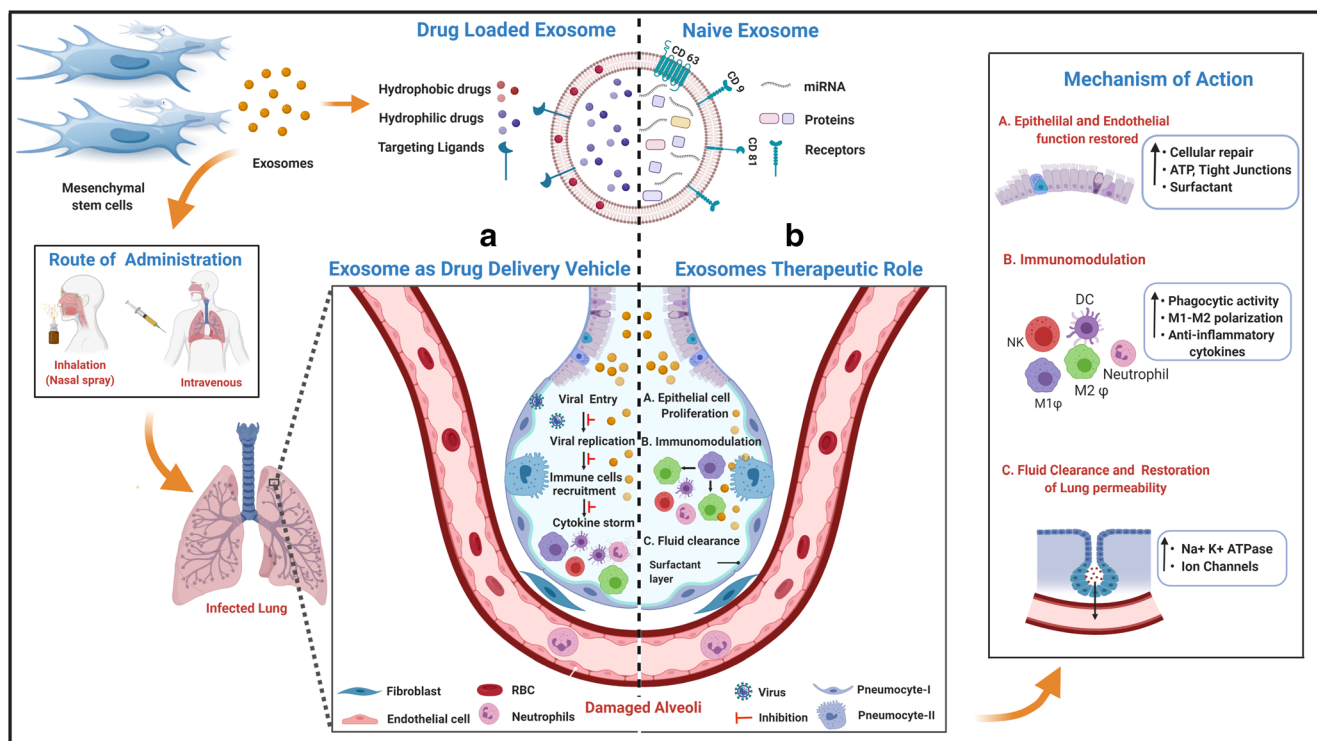 Drug Loaded Exosome
Naive Exosome
Hydrophobic drugs
Hydrophilic drugs
Targeting Ligands
CD 63
CD 9
CD 81
miRNA
Proteins
Receptors
Exosomes
Mesenchymal
stem cells
Route of Administration
Inhalation
(Nasal spray)
Intravenous
Infected Lung
a
b
Exosome as Drug Delivery Vehicle
Exosomes Therapeutic Role
Viral Entry
Viral replication
Immune cells
recruitment
Cytokine storm
A. Epithelial cell
Proliferation
B. Immunomodulation
C. Fluid clearance
Surfactant
layer
Fibroblast
RBC
Endothelial cell
Neutrophils
Damaged Alveoli
Virus
Pneumocyte-I
Inhibition
Pneumocyte-II
Mechanism of Action
A. Epithelilal and Endothelial
function restored
• Cellular repair
• ATP, Tight Junctions
• Surfactant
B. Immunomodulation
DC
NK
Neutrophil
M1φ
M2 φ
• Phagocytic activity
• M1-M2 polarization
• Anti-inflammatory
cytokines
C. Fluid Clearance and Restoration
of Lung permeability
• Na+ K+ ATPase
• Ion Channels